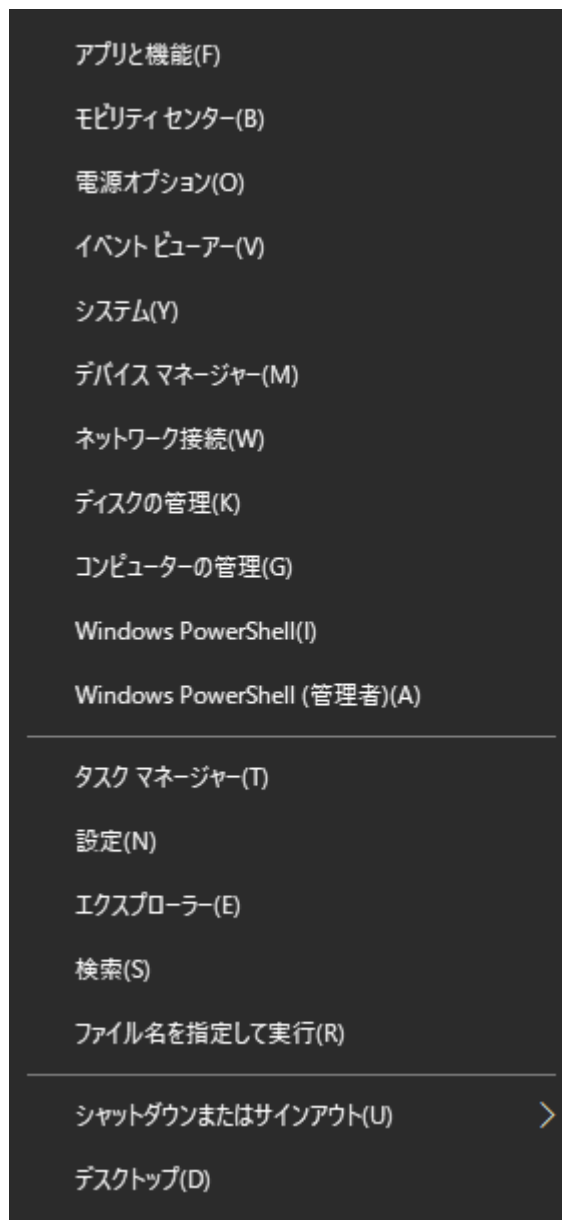 アプリと機能(F)
モビリティ センター(B)
電源オプション(O)
イベント ビューアー(V)
システム(Y)
デバイス マネージャー(M)
ネットワーク接続(W)
ディスクの管理(K)
コンピューターの管理(G)
Windows PowerShell(I)
Windows PowerShell (管理者)(A)
タスク マネージャー(T)
設定(N)
エクスプローラー(E)
検索(S)
ファイル名を指定して実行(R)
シャットダウンまたはサインアウト(U)
デスクトップ(D)